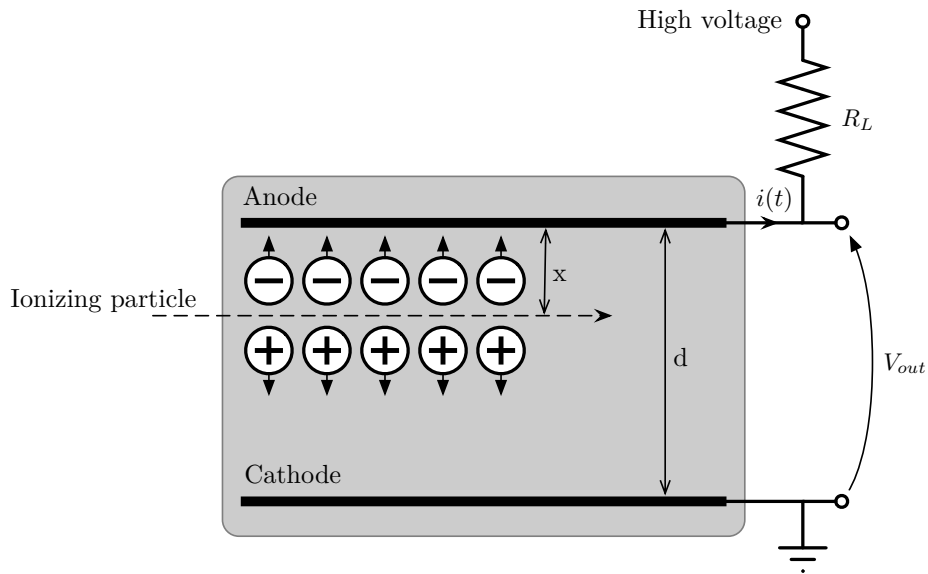 High voltage
R_L
Anode
i(t)
x
Ionizing particle
d
V_out
Cathode